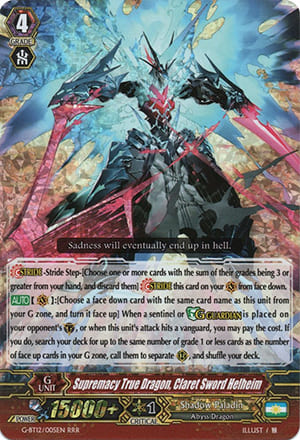 4
GRADE
Sadness will eventually end up in hell.
STRIDE -Stride Step-[Choose one or more cards with the sum of their grades being 3 or
greater from your hand, and discard them] STRIDE this card on your from face down.
AUTO [ ]:[Choose a face down card with the same card name as this unit from
your G zone, and turn it face up] When a sentinel or G GUARDIAN is placed on
your opponent's , or when this unit's attack hits a vanguard, you may pay the cost. If
you do, search your deck for up to the same number of grade 1 or less cards as the number
of face up cards in your G zone, call them to separate and shuffle your deck.
G
UNIT
Supremacy True Dragon, Claret Sword Helheim
POWER
15000+
1
CRITICAL
Shadow Paladin
Abyss Dragon
G-BT12/005EN RRR
ILLUST /